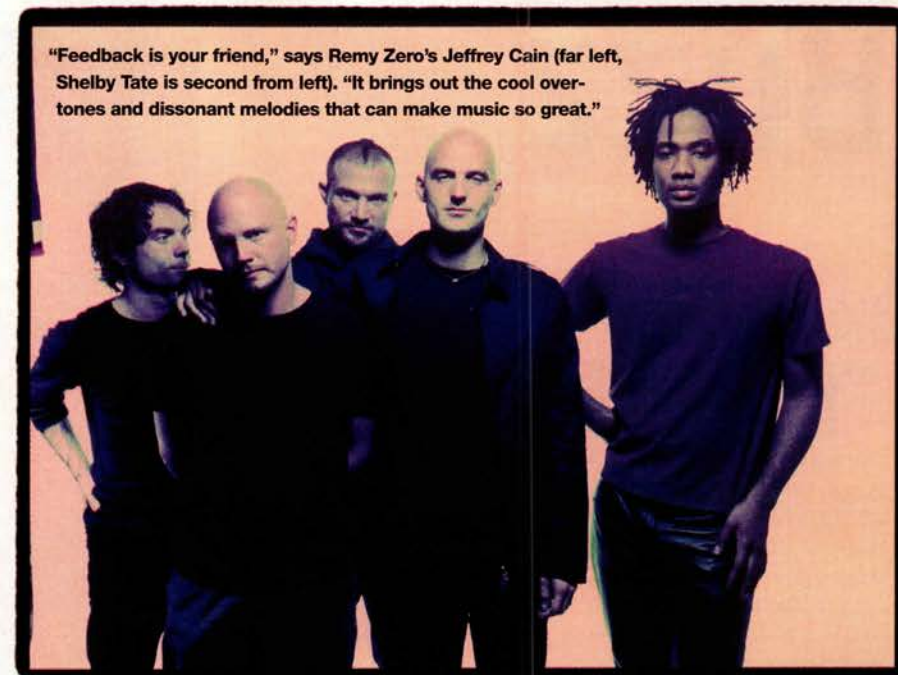 “Feedback is your friend,” says Remy Zero’s Jeffrey Cain (far left,
Shelby Tate is second from left). “It brings out the cool over-
tones and dissonant melodies that can make music so great.”